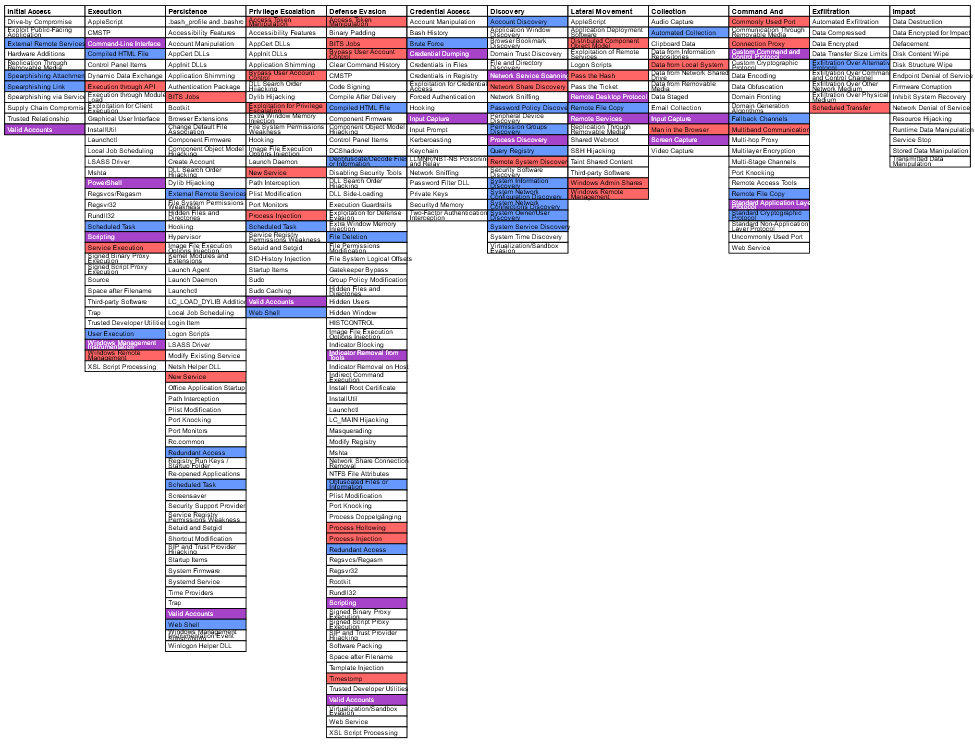 Initial Access
Drive-by Compromise
Exploit Public-Facing
Application
External Remote Services
Hardware Additions
Replication Through
Removable Media
Spearphishing Attachmen
Spearphishing Link
Spearphishing via Service
Supply Chain Compromis
Trusted Relationship
Valid Accounts
Execution
AppleScript
CMSTP
Command-Line Interface
Compiled HTML File
Control Panel Items
Dynamic Data Exchange
Execution through API
Execution through Module
Load
Exploitation for Client
Execution
Graphical User Interface
InstallUtil
Launchctl
Local Job Scheduling
LSASS Driver
Mshta
PowerShell
Regsvcs/Regasm
Regsvr32
Rundll32
Scheduled Task
Scripting
Service Execution
Signed Binary Proxy
Execution
Signed Script Proxy
Execution
Source
Space after Filename
Third-party Software
Trap
Trusted Developer Utilities
User Execution
Windows Management
Windows Remote
Management
XSL Script Processing
Persistence
.bash_profile and .bashrc
Accessibility Features
Account Manipulation
AppCert DLLs
AppInit DLLs
Application Shimming
Authentication Package
BITS Jobs
Bootkit
Browser Extensions
Change Default File
Association
Component Firmware
Component Object Model
Hijacking
Create Account
DLL Search Order
Hijacking
Dylib Hijacking
External Remote Services
File System Permissions
Weakness
Hidden Files and
Directories
Hooking
Hypervisor
Image File Execution
Options Injection
Kernel Modules and
Extensions
Launch Agent
Launch Daemon
Launchctl
LC_LOAD_DYLIB Addition
Local Job Scheduling
Login Item
Logon Scripts
LSASS Driver
Modify Existing Service
Netsh Helper DLL
New Service
Office Application Startup
Path Interception
Plist Modification
Port Knocking
Port Monitors
Rc.common
Redundant Access
Registry Run Keys /
Startup Folder
Re-opened Applications
Scheduled Task
Screensaver
Security Support Provider
Service Registry
Permissions Weakness
Setuid and Setgid
Shortcut Modification
SIP and Trust Provider
Hijacking
Startup Items
System Firmware
Systemd Service
Time Providers
Trap
Valid Accounts
Web Shell
Windows Management
Instrumentation Event
Winlogon Helper DLL
Privilege Escalation
Access Token
Manipulation
Accessibility Features
AppCert DLLs
AppInit DLLs
Application Shimming
Bypass User Account
Control
DLL Search Order
Hijacking
Dylib Hijacking
Exploitation for Privilege
Escalation
Extra Window Memory
Injection
File System Permissions
Weakness
Hooking
Image File Execution
Options Injection
Launch Daemon
New Service
Path Interception
Plist Modification
Port Monitors
Process Injection
Scheduled Task
Service Registry
Permissions Weakness
Setuid and Setgid
SID-History Injection
Startup Items
Sudo
Sudo Caching
Valid Accounts
Web Shell
Defense Evasion
Access Token
Manipulation
Binary Padding
BITS Jobs
Bypass User Account
Control
Clear Command History
CMSTP
Code Signing
Compile After Delivery
Compiled HTML File
Component Firmware
Component Object Model
Hijacking
Control Panel Items
DCShadow
Deobfuscate/Decode Files
or Information
Disabling Security Tools
DLL Search Order
Hijacking
DLL Side-Loading
Execution Guardrails
Exploitation for Defense
Evasion
Extra Window Memory
Injection
File Deletion
File Permissions
Modification
File System Logical Offsets
Gatekeeper Bypass
Group Policy Modification
Hidden Files and
Directories
Hidden Users
Hidden Window
HISTCONTROL
Image File Execution
Options Injection
Indicator Blocking
Indicator Removal from
Tools
Indicator Removal on Host
Indirect Command
Execution
Install Root Certificate
InstallUtil
Launchctl
LC_MAIN Hijacking
Masquerading
Modify Registry
Mshta
Network Share Connection
Removal
NTFS File Attributes
Obfuscated Files or
Information
Plist Modification
Port Knocking
Process Doppelgänging
Process Hollowing
Process Injection
Redundant Access
Regsvcs/Regasm
Regsvr32
Rootkit
Rundll32
Scripting
Signed Binary Proxy
Execution
Signed Script Proxy
Execution
SIP and Trust Provider
Hijacking
Software Packing
Space after Filename
Template Injection
Timestomp
Trusted Developer Utilities
Valid Accounts
Virtualization/Sandbox
Evasion
Web Service
XSL Script Processing
Credential Access
Account Manipulation
Bash History
Brute Force
Credential Dumping
Credentials in Files
Credentials in Registry
Exploitation for Credential
Access
Forced Authentication
Hooking
Input Capture
Input Prompt
Kerberoasting
Keychain
LLMNR/NBT-NS Poisoning
and Relay
Network Sniffing
Password Filter DLL
Private Keys
Securityd Memory
Two-Factor Authentication
Interception
Discovery
Account Discovery
Application Window
Discovery
Browser Bookmark
Discovery
Domain Trust Discovery
File and Directory
Discovery
Network Service Scanning
Network Share Discovery
Network Sniffing
Password Policy Discovery
Peripheral Device
Discovery
Permission Groups
Discovery
Process Discovery
Query Registry
Remote System Discovery
Security Software
Discovery
System Information
Discovery
System Network
Configuration Discovery
System Network
Connections Discovery
System Owner/User
Discovery
System Service Discovery
System Time Discovery
Virtualization/Sandbox
Evasion
Lateral Movement
AppleScript
Application Deployment
Software
Distributed Component
Object Model
Exploitation of Remote
Services
Logon Scripts
Pass the Hash
Pass the Ticket
Remote Desktop Protocol
Remote File Copy
Remote Services
Replication Through
Removable Media
Shared Webroot
SSH Hijacking
Taint Shared Content
Third-party Software
Windows Admin Shares
Windows Remote
Management
Collection
Audio Capture
Automated Collection
Clipboard Data
Data from Information
Repositories
Data from Local System
Data from Network Shared
Drive
Data from Removable
Media
Data Staged
Email Collection
Input Capture
Man in the Browser
Screen Capture
Video Capture
Command And
Commonly Used Port
Communication Through
Removable Media
Connection Proxy
Custom Command and
Control Protocol
Custom Cryptographic
Protocol
Data Encoding
Data Obfuscation
Domain Fronting
Domain Generation
Algorithms
Fallback Channels
Multiband Communication
Multi-hop Proxy
Multilayer Encryption
Multi-Stage Channels
Port Knocking
Remote Access Tools
Remote File Copy
Standard Application Layer
Protocol
Standard Cryptographic
Protocol
Standard Non-Application
Layer Protocol
Uncommonly Used Port
Web Service
Exfiltration
Automated Exfiltration
Data Compressed
Data Encrypted
Data Transfer Size Limits
Exfiltration Over Alternativ
Protocol
Exfiltration Over Command
and Control Channel
Exfiltration Over Other
Network Medium
Exfiltration Over Physical
Medium
Scheduled Transfer
Impact
Data Destruction
Data Encrypted for Impact
Defacement
Disk Content Wipe
Disk Structure Wipe
Endpoint Denial of Service
Firmware Corruption
Inhibit System Recovery
Network Denial of Service
Resource Hijacking
Runtime Data Manipulation
Service Stop
Stored Data Manipulation
Transmitted Data
Manipulation